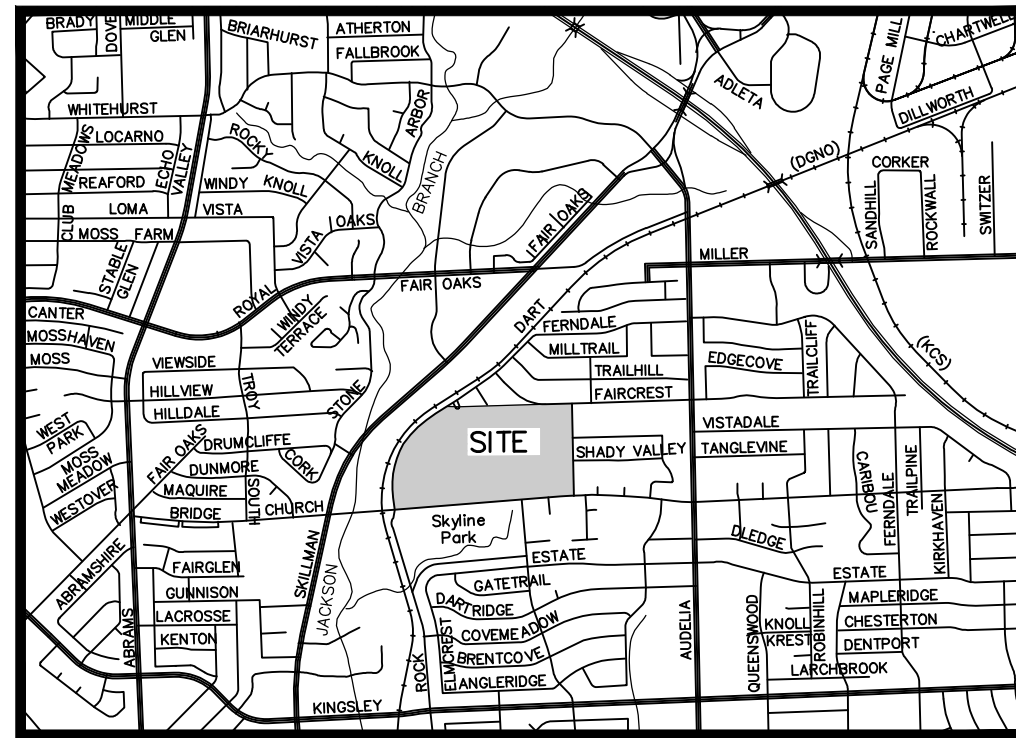 BRADY
DOVE
MIDDLE
GLEN
BRIARHURST
ATHERTON
FALLBROOK
PAGE MILL
CHARTWELL
ADLETA
DILLWORTH
WHITEHURST
LOCARNO
MEADOWS
CLUB
ECHO
VALLEY
ROCKY
KNOLL
ARBOR
BRANCH
(DGNO)
CORKER
REAFORD
WINDY KNOLL
LOMA VISTA
MOSS FARM
STABLE
GLEN
VISTA
OAKS
FAIR OAKS
SANDHILL
ROCKWALL
SWITZER
MILLER
ROYAL
FAIR OAKS
WINDY
TERRACE
DART
CANTER
MOSSHAVEN
MOSS
FERNDALE
MILLTRAIL
TRAILHILL
FAIRCREST
EDGECOVE
TRAILCLIFF
(KCS)
VIEWSIDE
HILLVIEW
HILLDALE
TROY
STONE
WEST
PARK
MOSS
MEADOW
WESTOVER
FAIR OAKS
DRUMCLIFFE
CORK
DUNMORE
MAQUIRE
BRIDGE
SOUTH
CHURCH
SITE
VISTADALE
SHADY VALLEY
TANGLEVINE
CARIBOU
FERNDALE
TRAILPINE
KIRKHAVEN
Skyline
Park
DLEDGE
ESTATE
ESTATE
ABRAMSHIRE
FAIRGLEN
GUNNISON
LACROSSE
KENTON
ABRAMS
SKILLMAN
JACKSON
GATETRAIL
DARTRIDGE
COVEMEADOW
BRENTCOVE
LANGLERIDGE
ELMCREST
ROCK
AUDELIA
QUEENSWOOD
KNOLL
KREST
ROBINHILL
MAPLERIDGE
CHESTERTON
DENTPORT
LARCHBROOK
KINGSLEY